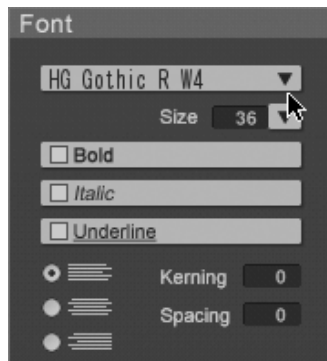 Font
HG Gothic R W4
Size 36
Bold
Italic
Underline
Kerning 0
Spacing 0